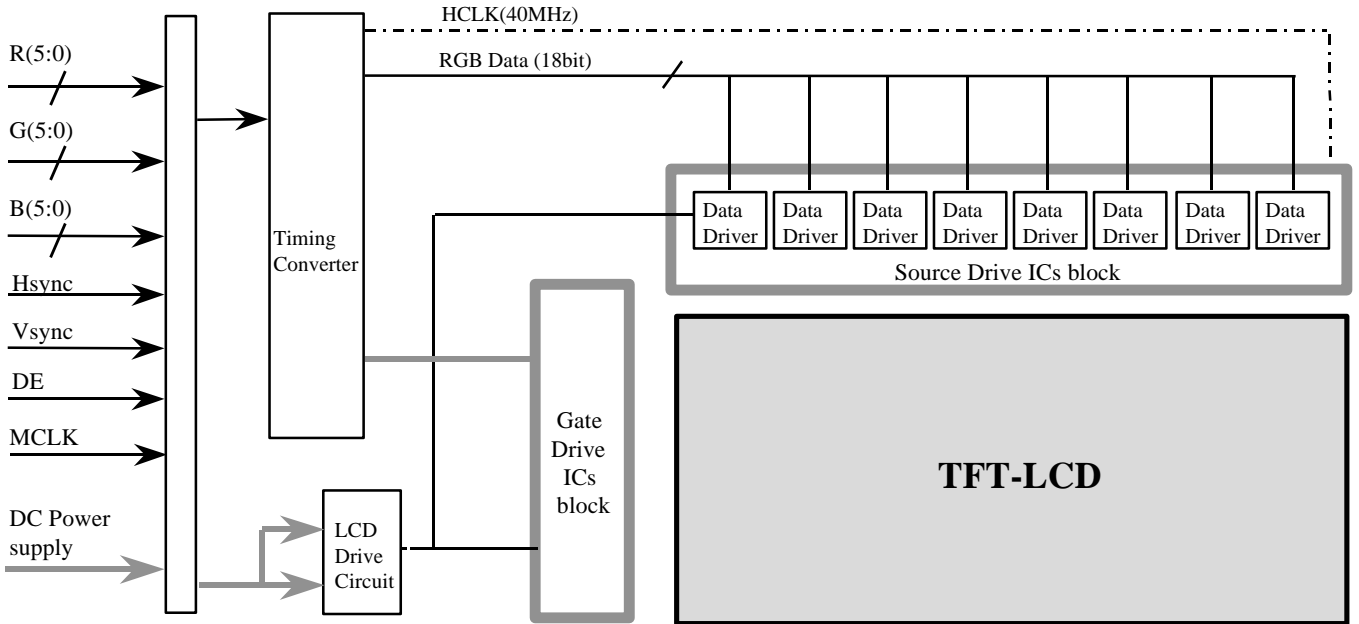 HCLK(40MHz)
RGB Data (18bit)
R(5:0)
G(5:0)
B(5:0)
Hsync
Vsync
DE
MCLK
DC Power
supply
Timing
Converter
LCD
Drive
Circuit
Gate
Drive
ICs
block
Data
Driver
Data
Driver
Data
Driver
Data
Driver
Data
Driver
Data
Driver
Data
Driver
Data
Driver
Source Drive ICs block
TFT-LCD